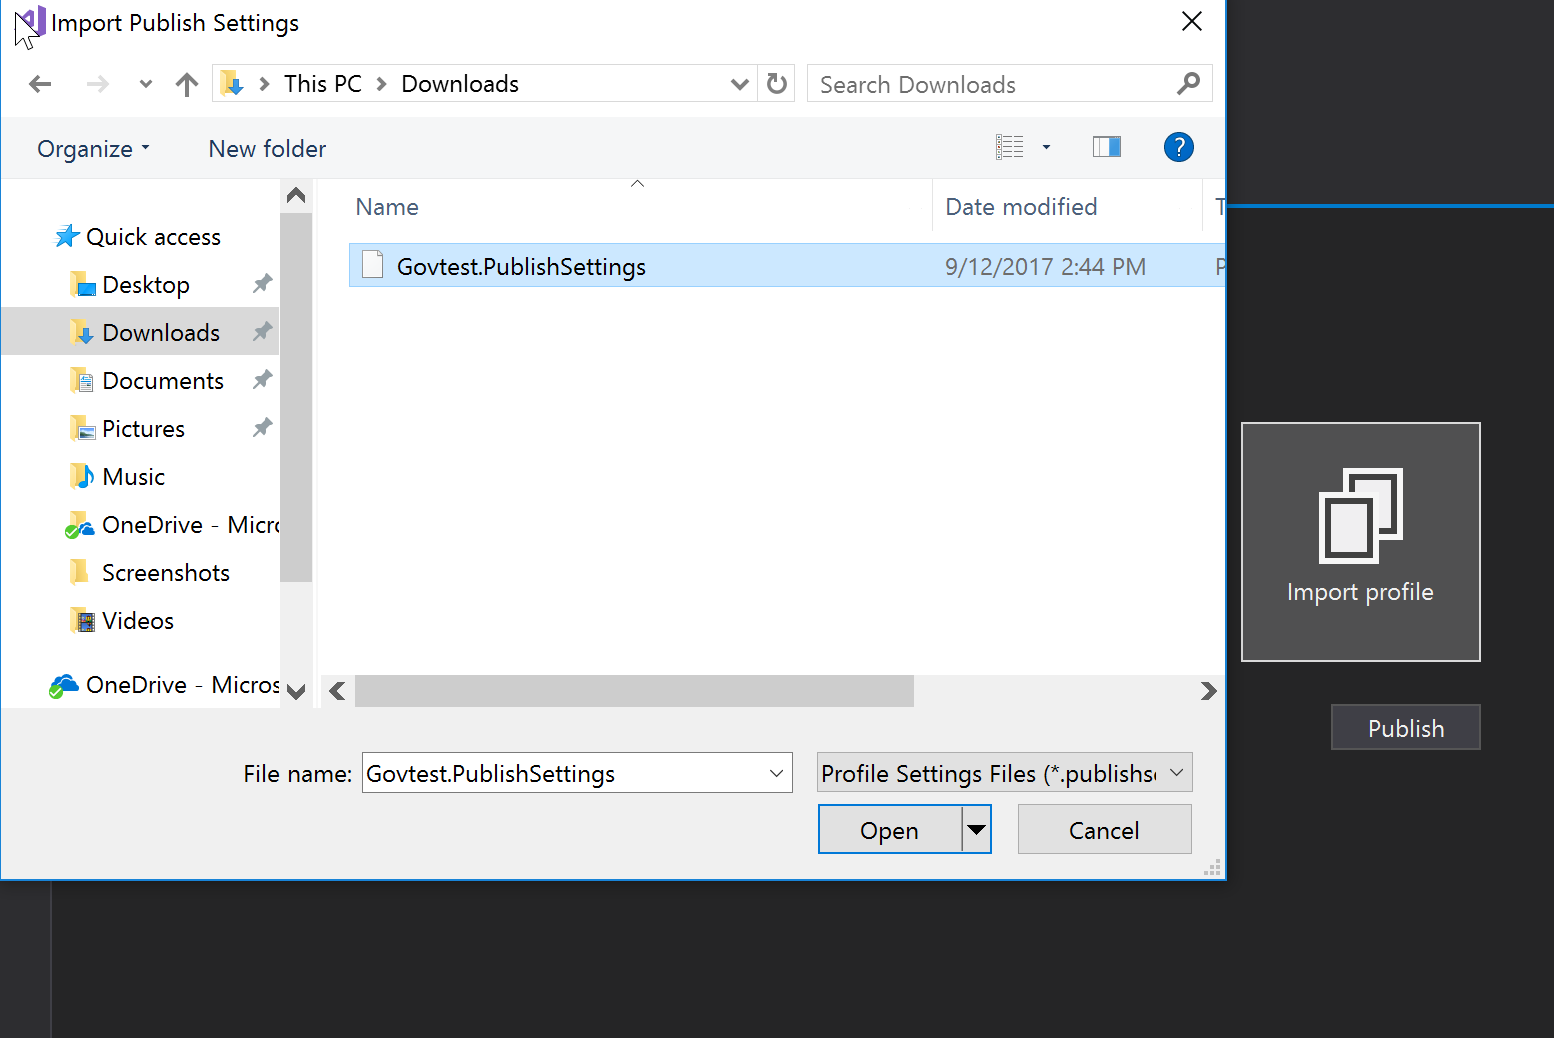 Import Publish Settings
This PC > Downloads
Search Downloads
Organize
New folder
?
Name
Date modified
T
Quick access
Desktop
Downloads
Documents
Pictures
Music
OneDrive - Micro
Screenshots
Videos
OneDrive - Micros
Govtest.PublishSettings
9/12/2017 2:44 PM
P
Import profile
Publish
File name:
Govtest.PublishSettings
Profile Settings Files (*.publishse
Open
Cancel